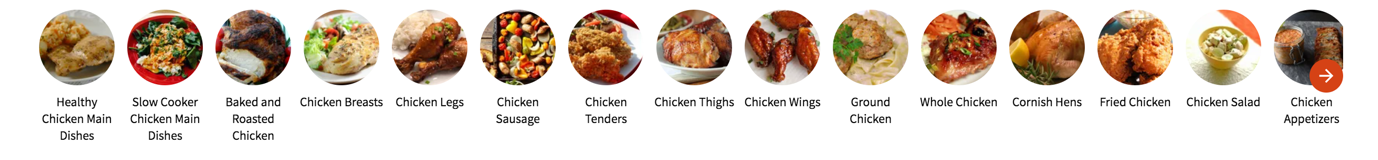 Healthy
Chicken Main
Dishes
Slow Cooker
Chicken Main
Dishes
Baked and
Roasted
Chicken
Chicken Breasts
Chicken Legs
Chicken
Sausage
Chicken
Tenders
Chicken Thighs
Chicken Wings
Ground
Chicken
Whole Chicken
Cornish Hens
Fried Chicken
Chicken Salad
Chicken
Appetizers